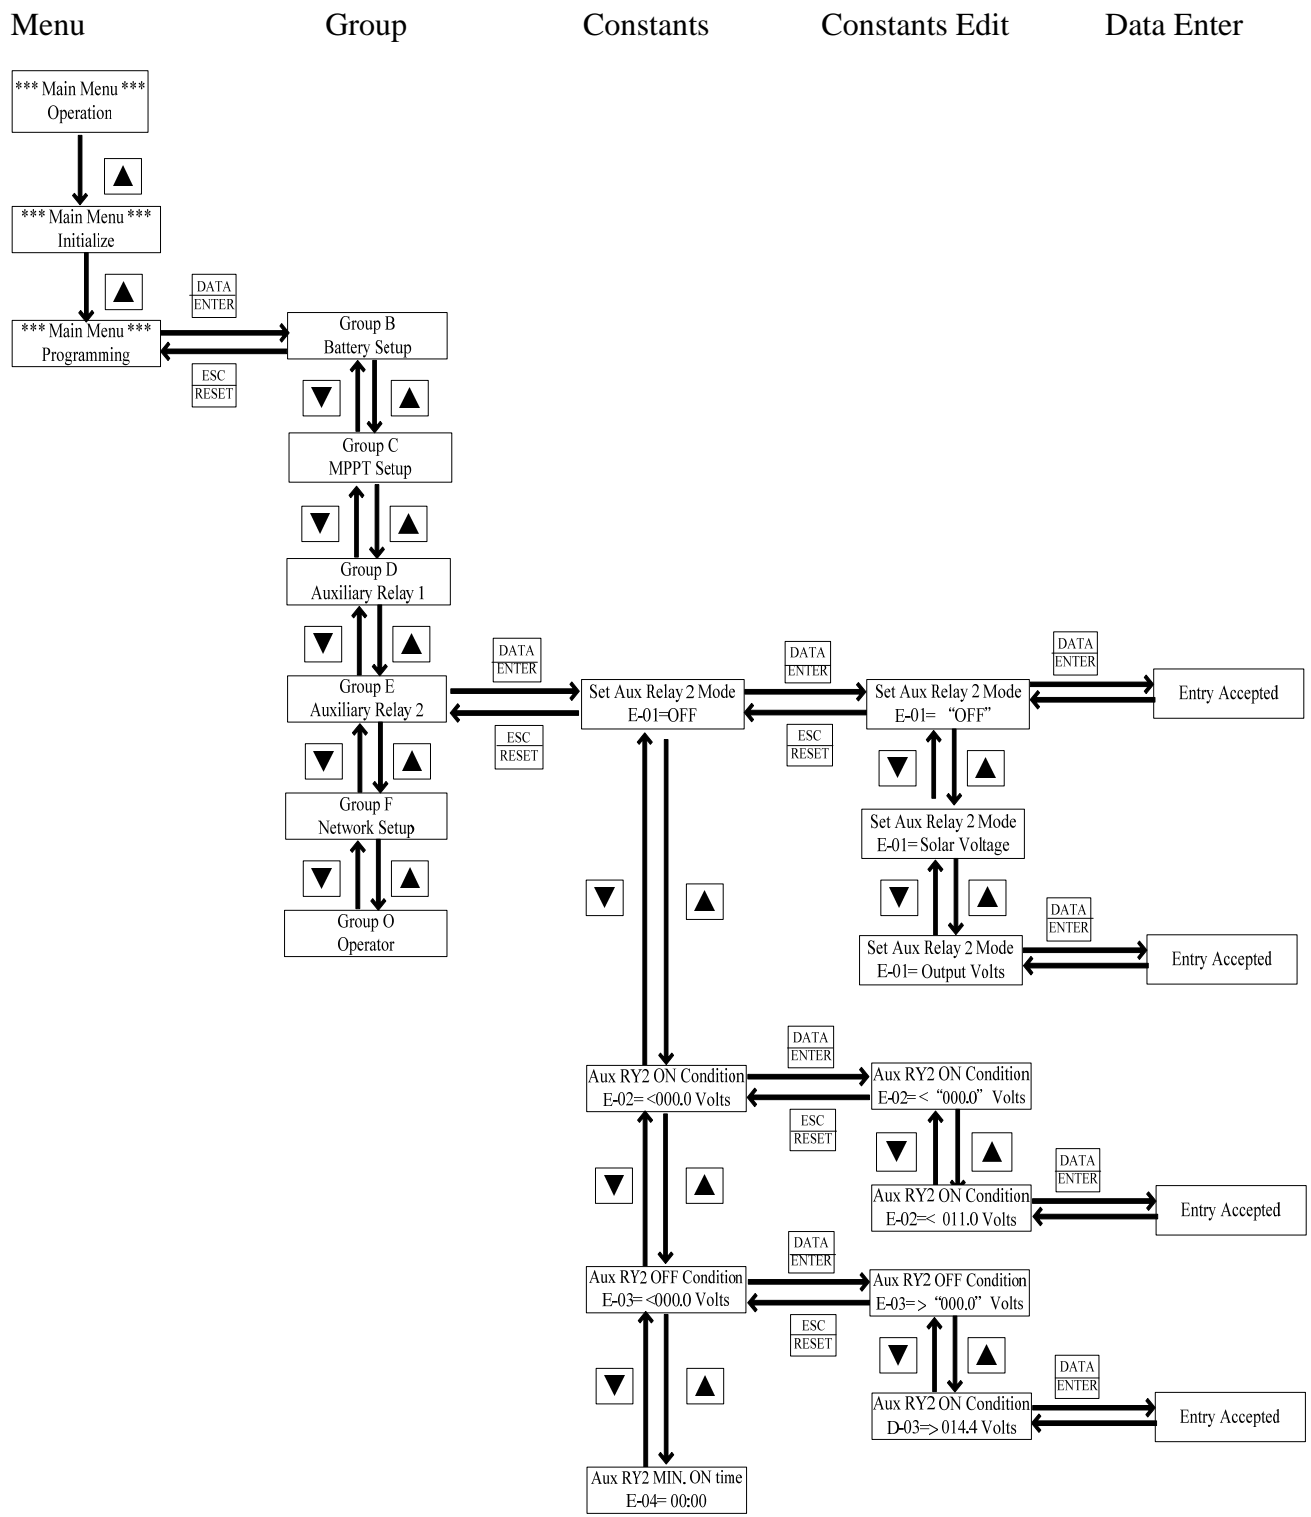 Menu Group Constants Constants Edit Data Enter
*** Main Menu ***
Operation
▲
*** Main Menu ***
Initialize
▲
*** Main Menu ***
Programming
DATA
ENTER
ESC
RESET
Group B
Battery Setup
▼ ▲
Group C
MPPT Setup
▼ ▲
Group D
Auxiliary Relay 1
▼ ▲
Group E
Auxiliary Relay 2
▼ ▲
Group F
Network Setup
▼ ▲
Group O
Operator
DATA
ENTER
ESC
RESET
Set Aux Relay 2 Mode
E-01=OFF
▼ ▲
Aux RY2 ON Condition
E-02= <000.0 Volts
▼ ▲
Aux RY2 OFF Condition
E-03= <000.0 Volts
▼ ▲
Aux RY2 MIN. ON time
E-04= 00:00
DATA
ENTER
ESC
RESET
Set Aux Relay 2 Mode
E-01= “OFF”
▼ ▲
Set Aux Relay 2 Mode
E-01= Solar Voltage
▼ ▲
Set Aux Relay 2 Mode
E-01= Output Volts
DATA
ENTER
Entry Accepted
DATA
ENTER
Entry Accepted
DATA
ENTER
ESC
RESET
Aux RY2 ON Condition
E-02= < “000.0” Volts
▼ ▲
Aux RY2 ON Condition
E-02=< 011.0 Volts
DATA
ENTER
Entry Accepted
DATA
ENTER
ESC
RESET
Aux RY2 OFF Condition
E-03= > “000.0” Volts
▼ ▲
Aux RY2 ON Condition
D-03=> 014.4 Volts
DATA
ENTER
Entry Accepted